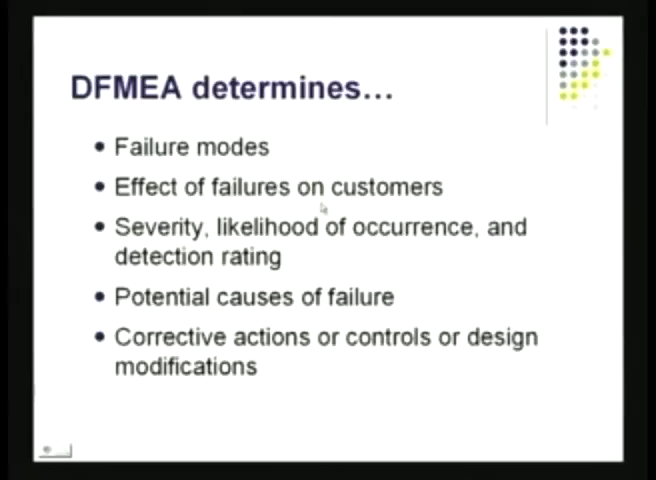 DFMEA determines...
• Failure modes
• Effect of failures on customers
• Severity, likelihood of occurrence, and
detection rating
• Potential causes of failure
• Corrective actions or controls or design
modifications